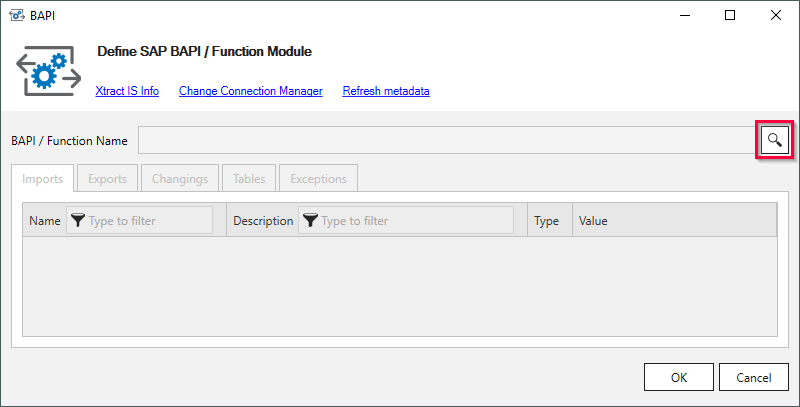 BAPI
Define SAP BAPI / Function Module
Xtract IS Info Change Connection Manager Refresh metadata
BAPI / Function Name
Imports Exports Changings Tables Exceptions
Name Type to filter Description Type to filter Type Value
OK Cancel